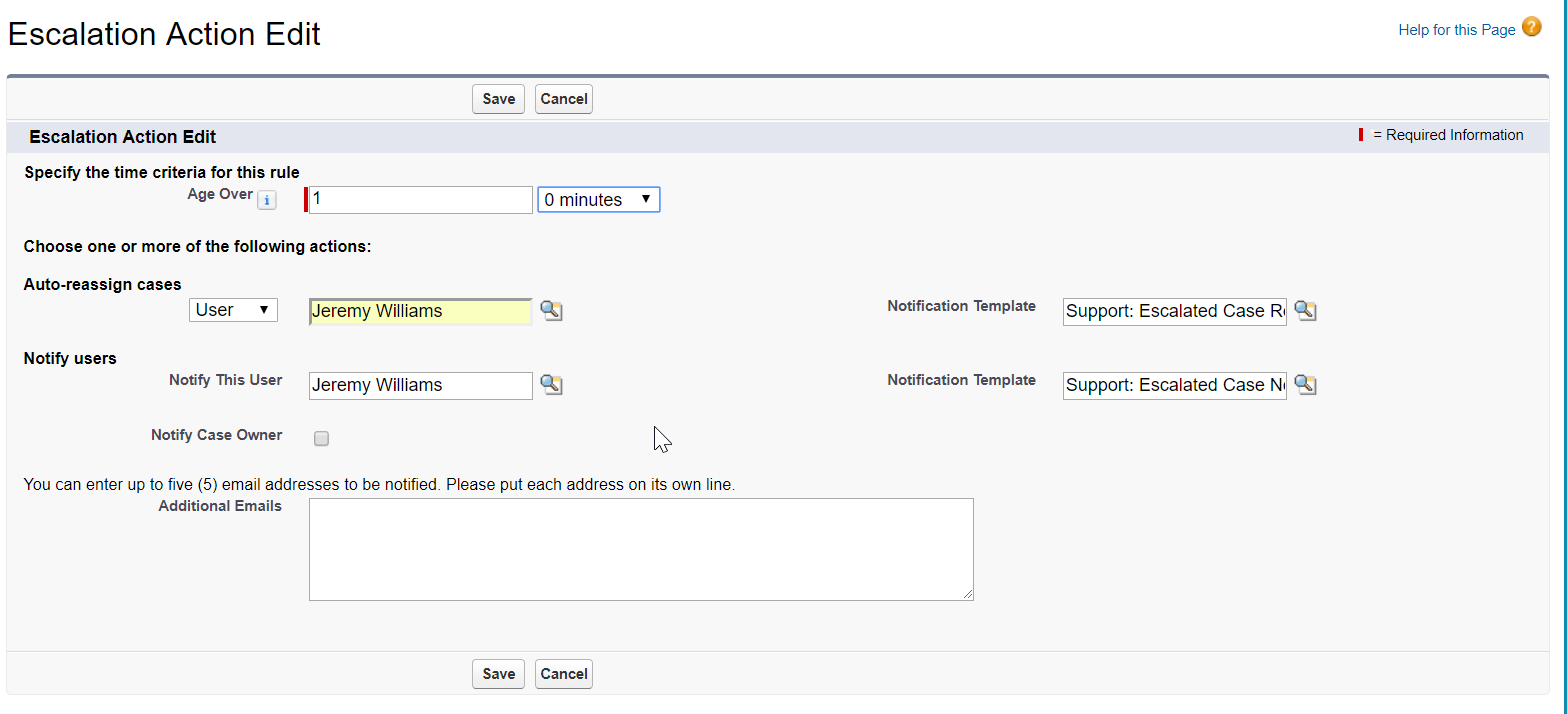 Escalation Action Edit
Help for this Page ?
Save Cancel
Escalation Action Edit
= Required Information
Specify the time criteria for this rule
Age Over i 1 0 minutes
Choose one or more of the following actions:
Auto-reassign cases
User Jeremy Williams Notification Template Support: Escalated Case R
Notify users
Notify This User Jeremy Williams Notification Template Support: Escalated Case N
Notify Case Owner
You can enter up to five (5) email addresses to be notified. Please put each address on its own line.
Additional Emails
Save Cancel